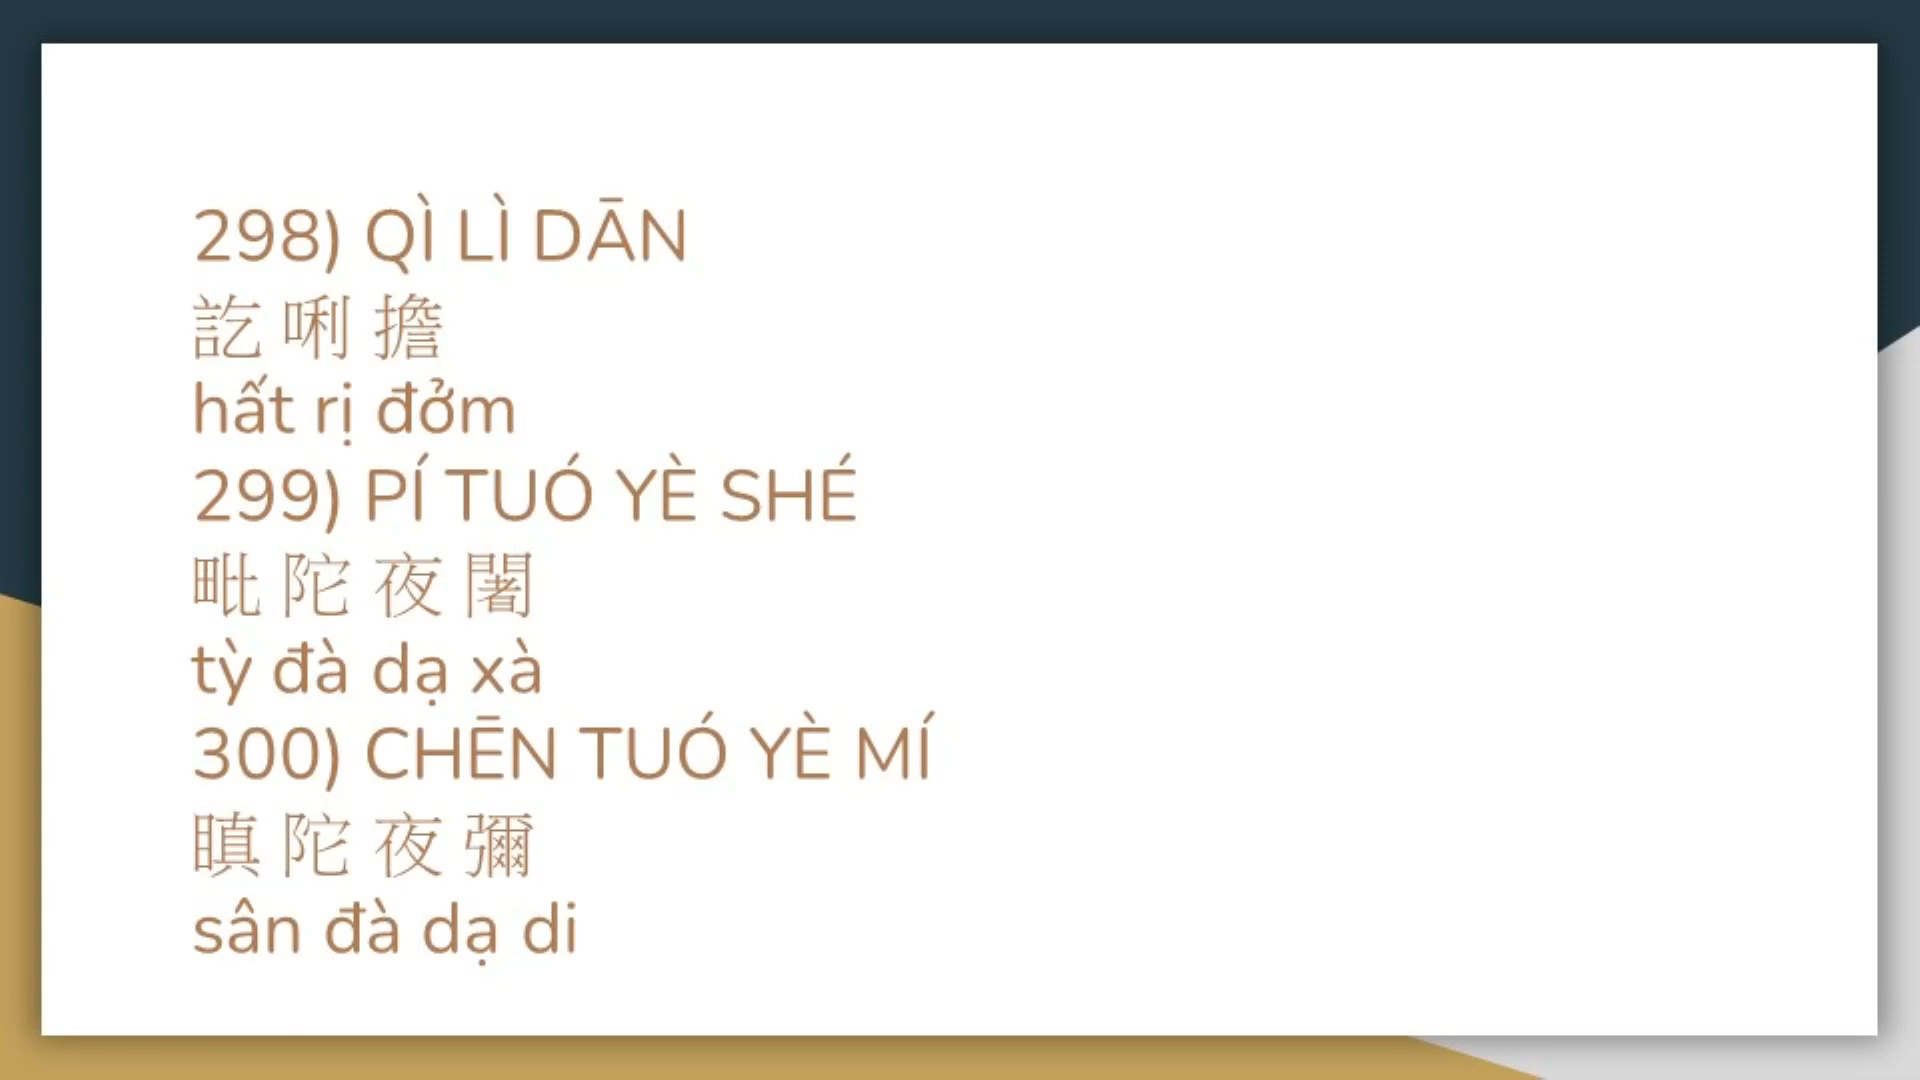 298) QÌ LÌ DĀN
訖 唎 擔
hất rị đởm
299) PÍ TUÓ YÈ SHÉ
毗 陀 夜 闍
tỳ đà dạ xà
300) CHĒN TUÓ YÈ MÍ
瞋 陀 夜 彌
sân đà dạ di